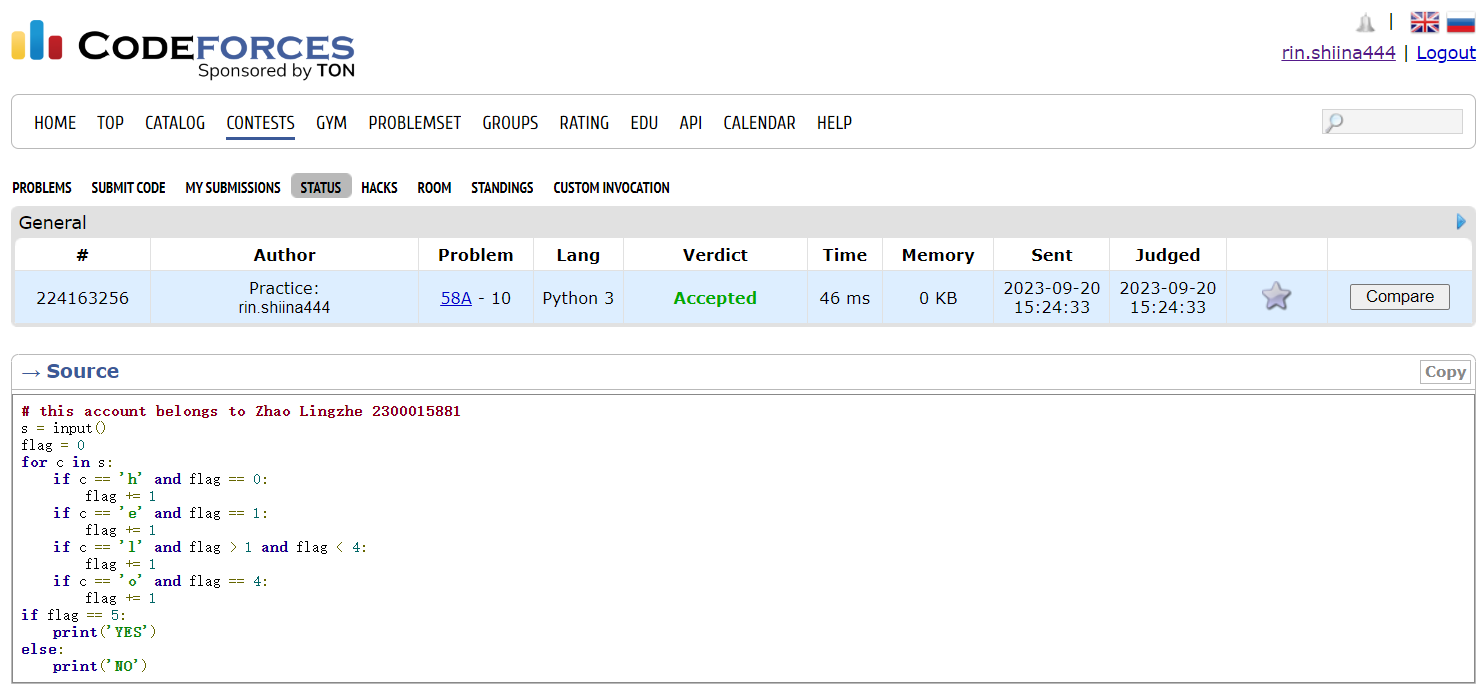 CODEFORCES
Sponsored by TON
|
rin.shiina444 | Logout
HOME TOP CATALOG CONTESTS GYM PROBLEMSET GROUPS RATING EDU API CALENDAR HELP
PROBLEMS SUBMIT CODE MY SUBMISSIONS STATUS HACKS ROOM STANDINGS CUSTOM INVOCATION
General
# Author Problem Lang Verdict Time Memory Sent Judged
224163256 Practice: rin.shiina444 58A - 10 Python 3 Accepted 46 ms 0 KB 2023-09-20 15:24:33 2023-09-20 15:24:33 Compare
→ Source Copy
# this account belongs to Zhao Lingzhe 2300015881
s = input()
flag = 0
for c in s:
    if c == 'h' and flag == 0:
        flag += 1
    if c == 'e' and flag == 1:
        flag += 1
    if c == 'l' and flag > 1 and flag < 4:
        flag += 1
    if c == 'o' and flag == 4:
        flag += 1
if flag == 5:
    print('YES')
else:
    print('NO')